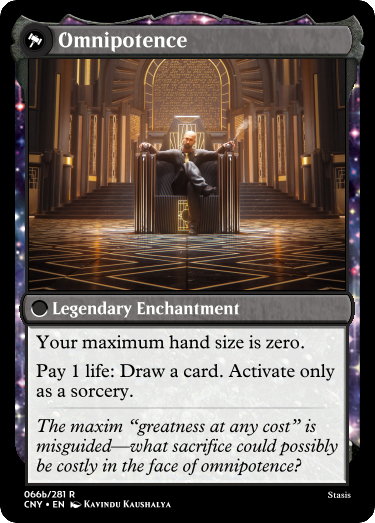 Omnipotence
Legendary Enchantment
Your maximum hand size is zero.
Pay 1 life: Draw a card. Activate only
as a sorcery.
The maxim “greatness at any cost” is
misguided—what sacrifice could possibly
be costly in the face of omnipotence?
066b/281 R
Stasis
CNY • EN Kavindu Kaushalya